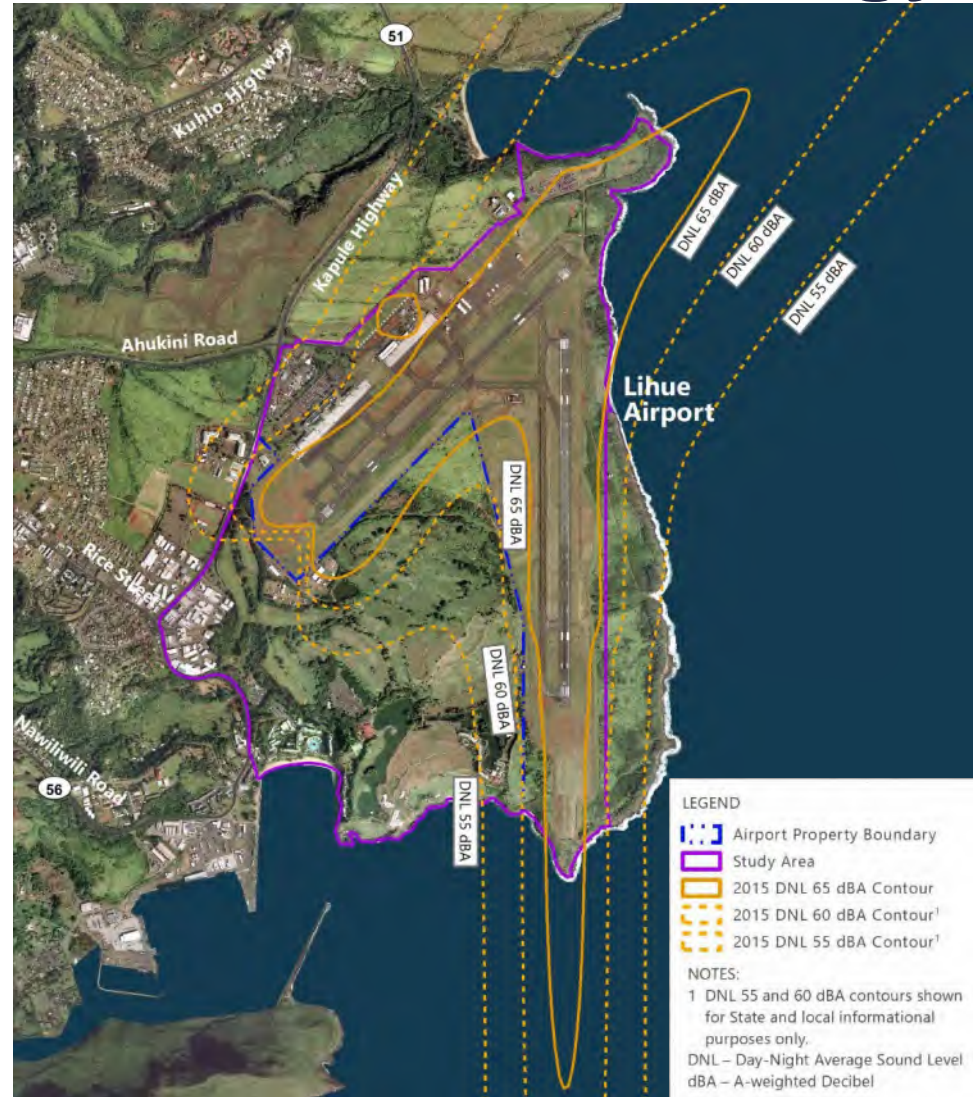 51
Kuhio Highway
Kapule Highway
Ahukini Road
DNL 65 dBA
DNL 60 dBA
DNL 55 dBA
Lihue
Airport
DNL 65 dBA
Rice Street
DNL 60 dBA
Nawiliwili Road
56
DNL 55 dBA
LEGEND
Airport Property Boundary
Study Area
2015 DNL 65 dBA Contour
2015 DNL 60 dBA Contour¹
2015 DNL 55 dBA Contour¹
NOTES:
1 DNL 55 and 60 dBA contours shown
for State and local informational
purposes only.
DNL – Day-Night Average Sound Level
dBA – A-weighted Decibel